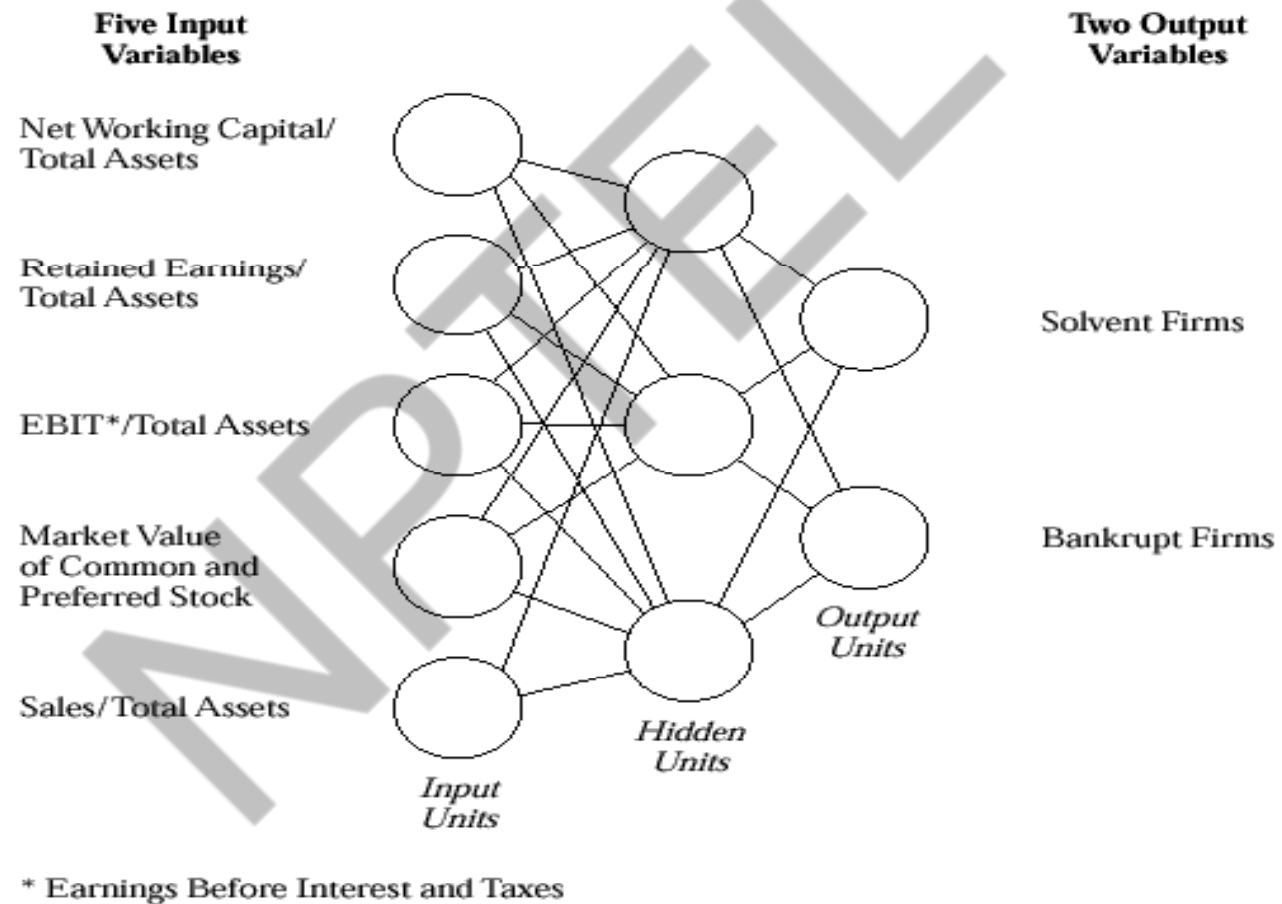 Five Input
Variables
Two Output
Variables
Net Working Capital/
Total Assets
Retained Earnings/
Total Assets
EBIT*/Total Assets
Market Value
of Common and
Preferred Stock
Sales/Total Assets
Solvent Firms
Bankrupt Firms
Input
Units
Hidden
Units
Output
Units
* Earnings Before Interest and Taxes
NPTEL